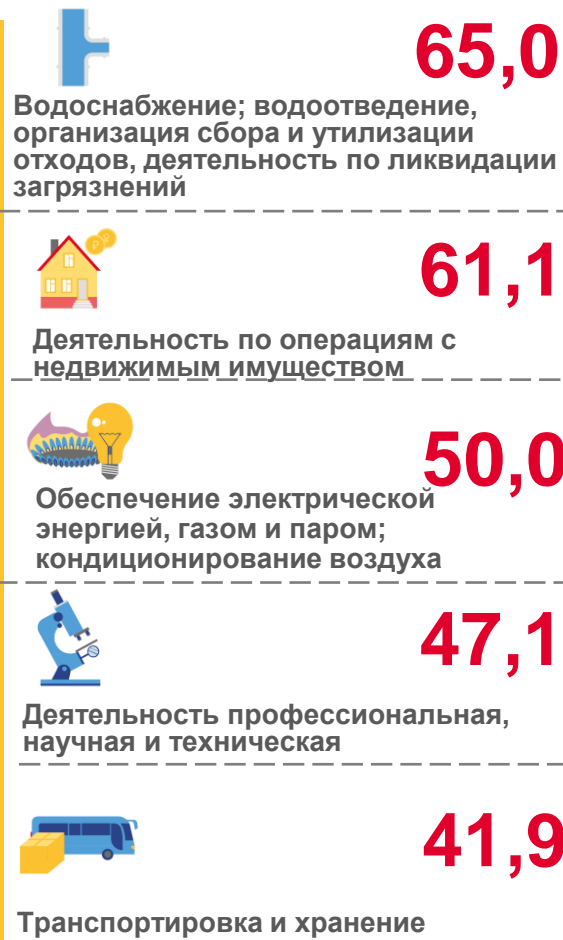 65,0
Водоснабжение; водоотведение,
организация сбора и утилизации
отходов, деятельность по ликвидации
загрязнений
61,1
Деятельность по операциям с
недвижимым имуществом
50,0
Обеспечение электрической
энергией, газом и паром;
кондиционирование воздуха
47,1
Деятельность профессиональная,
научная и техническая
41,9
Транспортировка и хранение